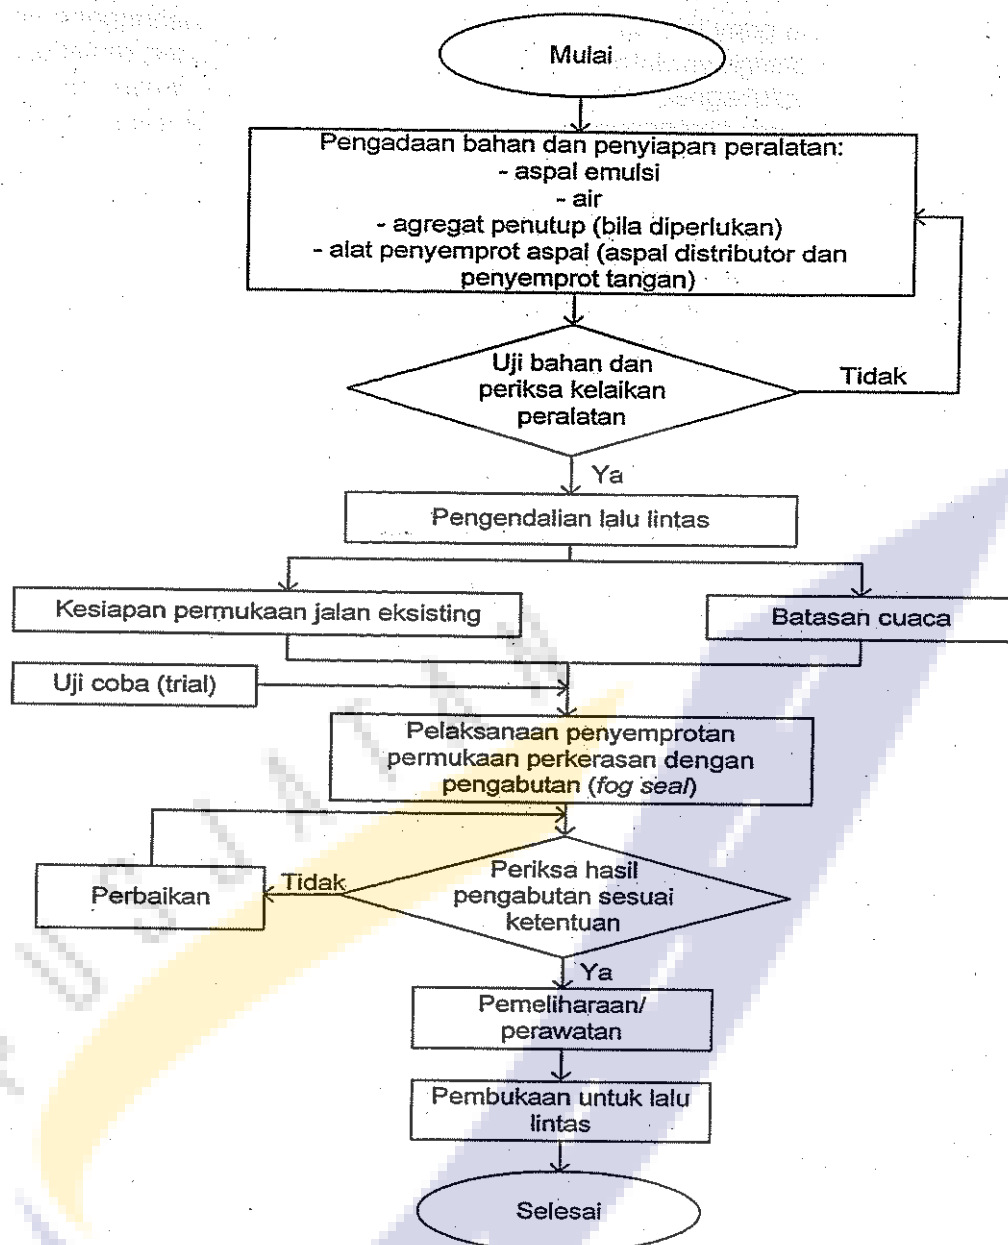 Mulai
Pengadaan bahan dan penyiapan peralatan:
- aspal emulsi
- air
- agregat penutup (bila diperlukan)
- alat penyemprot aspal (aspal distributor dan
penyemprot tangan)
Uji bahan dan
periksa kelaikan
peralatan
Tidak
Ya
Pengendalian lalu lintas
Kesiapan permukaan jalan eksisting
Batasan cuaca
Uji coba (trial)
Pelaksanaan penyemprotan
permukaan perkerasan dengan
pengabutan (fog seal)
Periksa hasil
pengabutan sesuai
ketentuan
Tidak
Perbaikan
Ya
Pemeliharaan/
perawatan
Pembukaan untuk lalu
lintas
Selesai